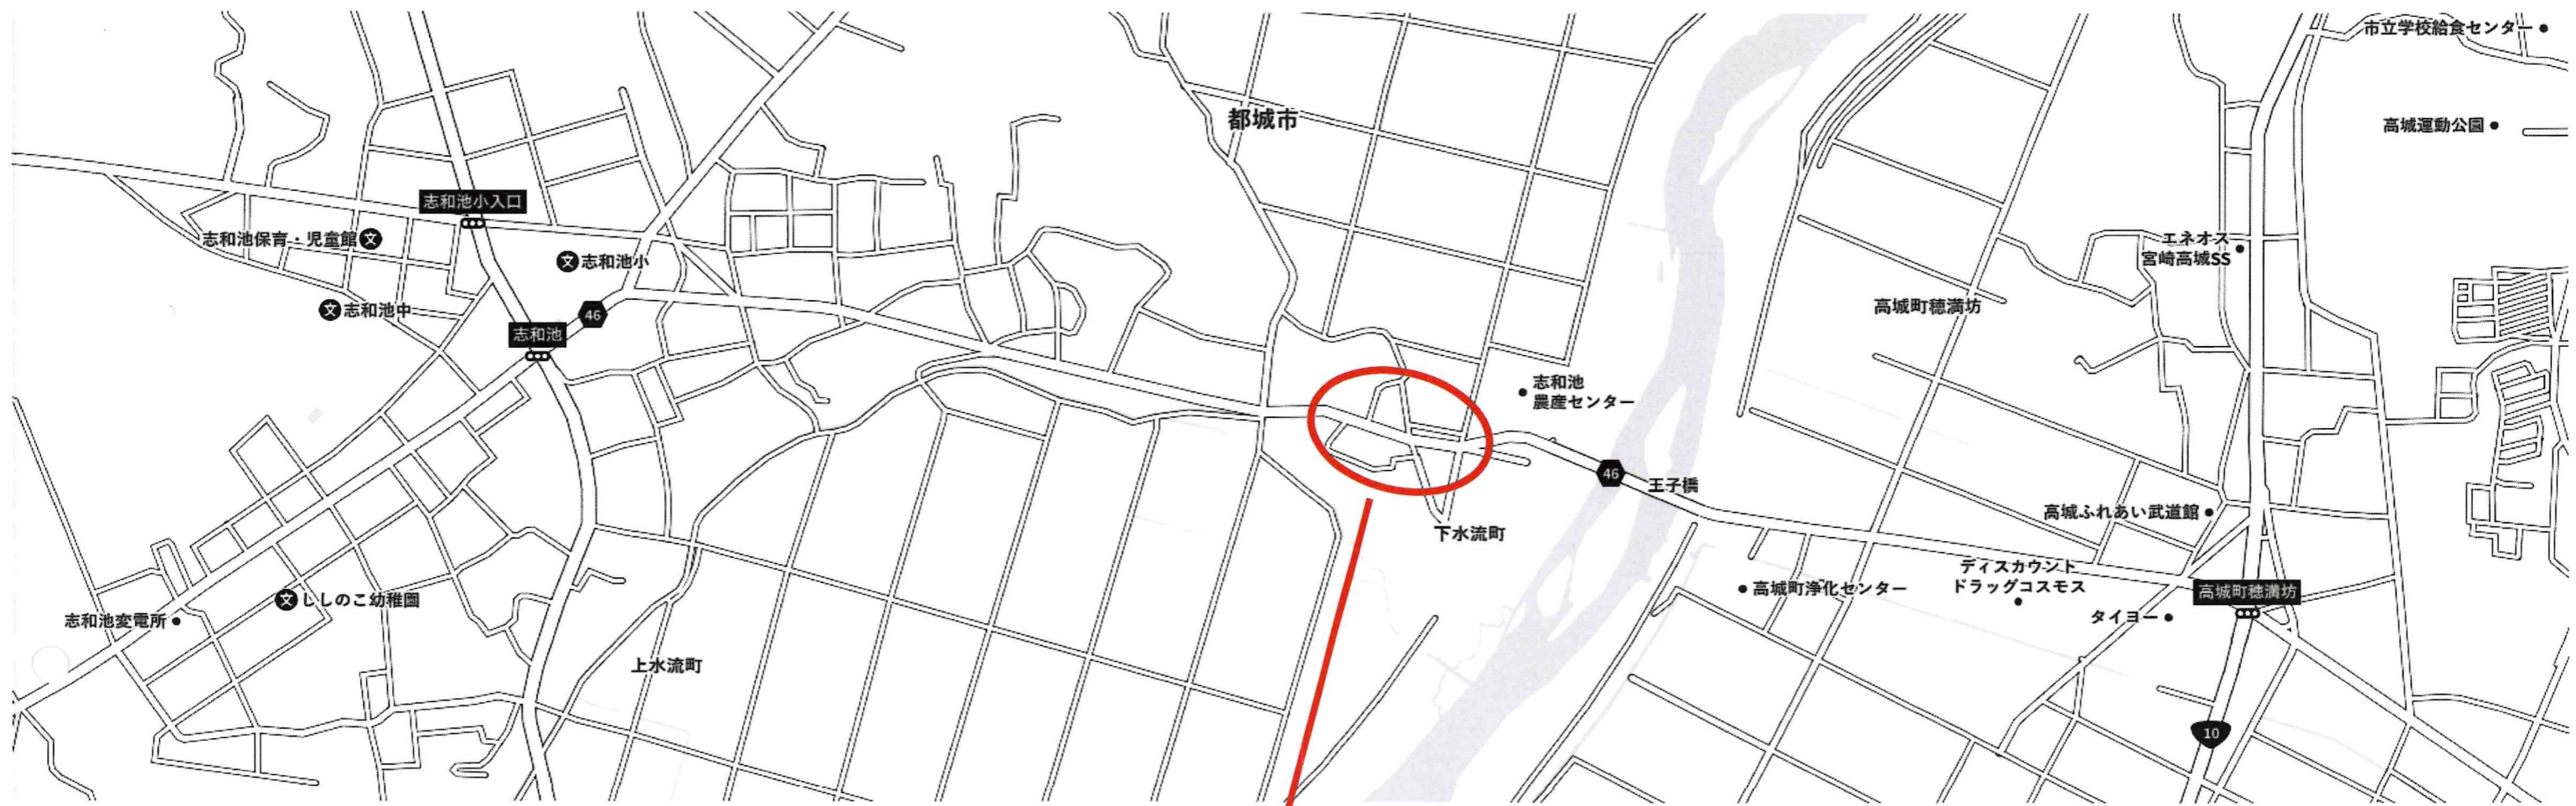 市立学校給食センター
都城市
高城運動公園
志和池小入口
志和池保育・児童館
文
文
志和池小
エネオス
宮崎高城SS
文
志和池中
46
高城町穂満坊
志和池
志和池
農産センター
46
王子橋
高城ふれあい武道館
下水流町
ディスカウント
ドラッグコスモス
高城町浄化センター
高城町穂満坊
文
ししのこ幼稚園
志和池変電所
タイヨー
上水流町
10